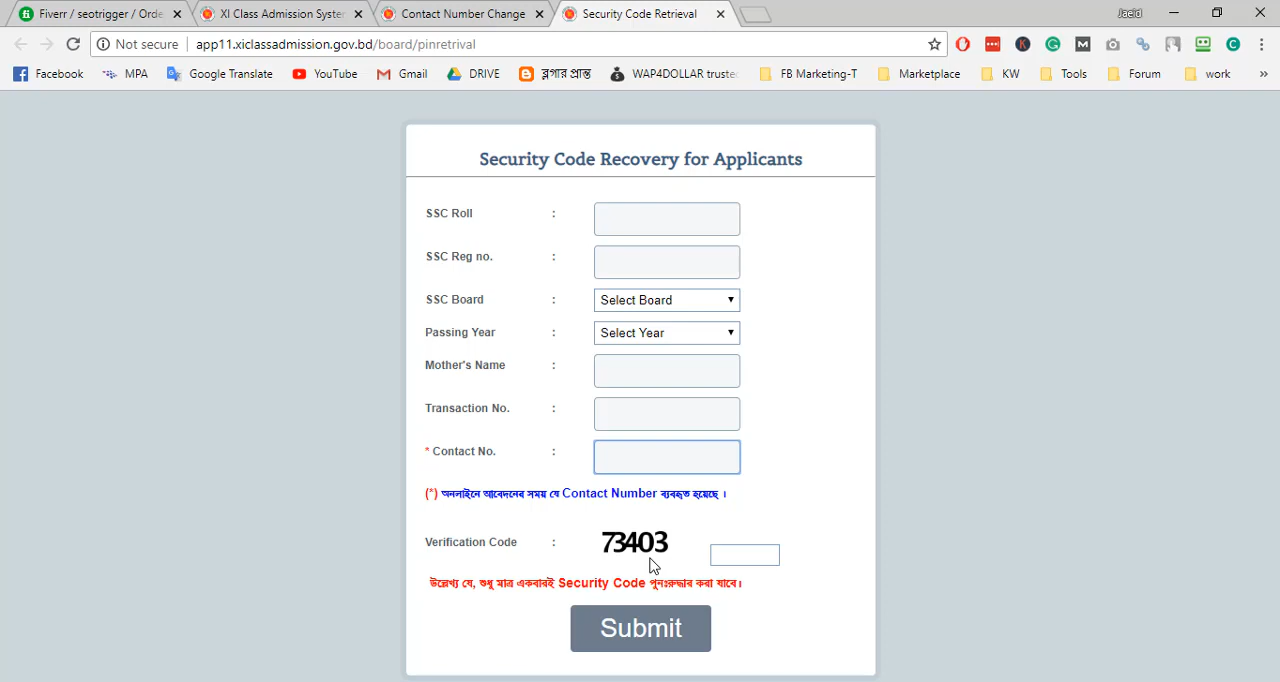 Fiverr / seotrigger / Orde
XI Class Admission Syste
Contact Number Change
Security Code Retrieval
Jaeid
Not secure | app11.xiclassadmission.gov.bd/board/pinretrival
Facebook MPA Google Translate YouTube Gmail DRIVE ব্লগার প্রান্ত WAP4DOLLAR truste FB Marketing-T Marketplace KW Tools Forum work »
Security Code Recovery for Applicants
SSC Roll :
SSC Reg no. :
SSC Board : Select Board
Passing Year : Select Year
Mother's Name :
Transaction No. :
* Contact No. :
(*) অনলাইনে আবেদনের সময় যে Contact Number ব্যবহৃত হয়েছে ।
Verification Code : 73403
উল্লেখ্য যে, শুধু মাত্র একবারই Security Code পুনঃরুদ্ধার করা যাবে।
Submit